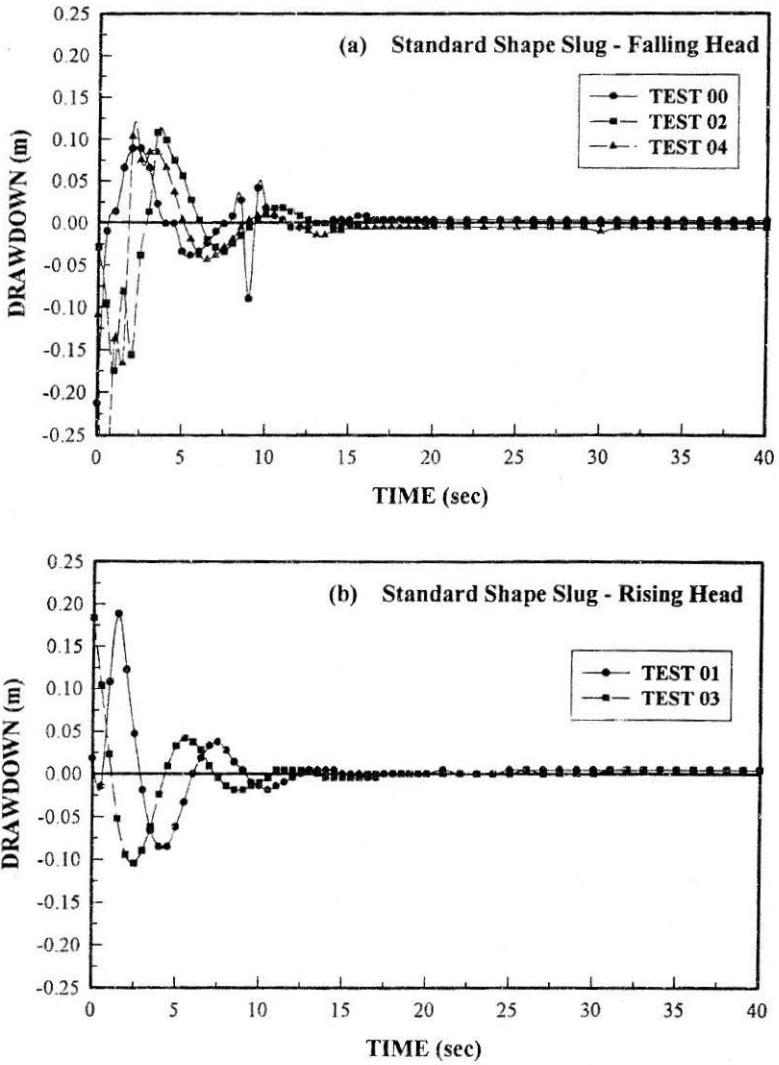 (a) Standard Shape Slug - Falling Head
TEST 00
TEST 02
TEST 04
DRAWDOWN (m)
0.25
0.20
0.15
0.10
0.05
0.00
-0.05
-0.10
-0.15
-0.20
-0.25
0 5 10 15 20 25 30 35 40
TIME (sec)
(b) Standard Shape Slug - Rising Head
TEST 01
TEST 03
DRAWDOWN (m)
0.25
0.20
0.15
0.10
0.05
0.00
-0.05
-0.10
-0.15
-0.20
-0.25
0 5 10 15 20 25 30 35 40
TIME (sec)